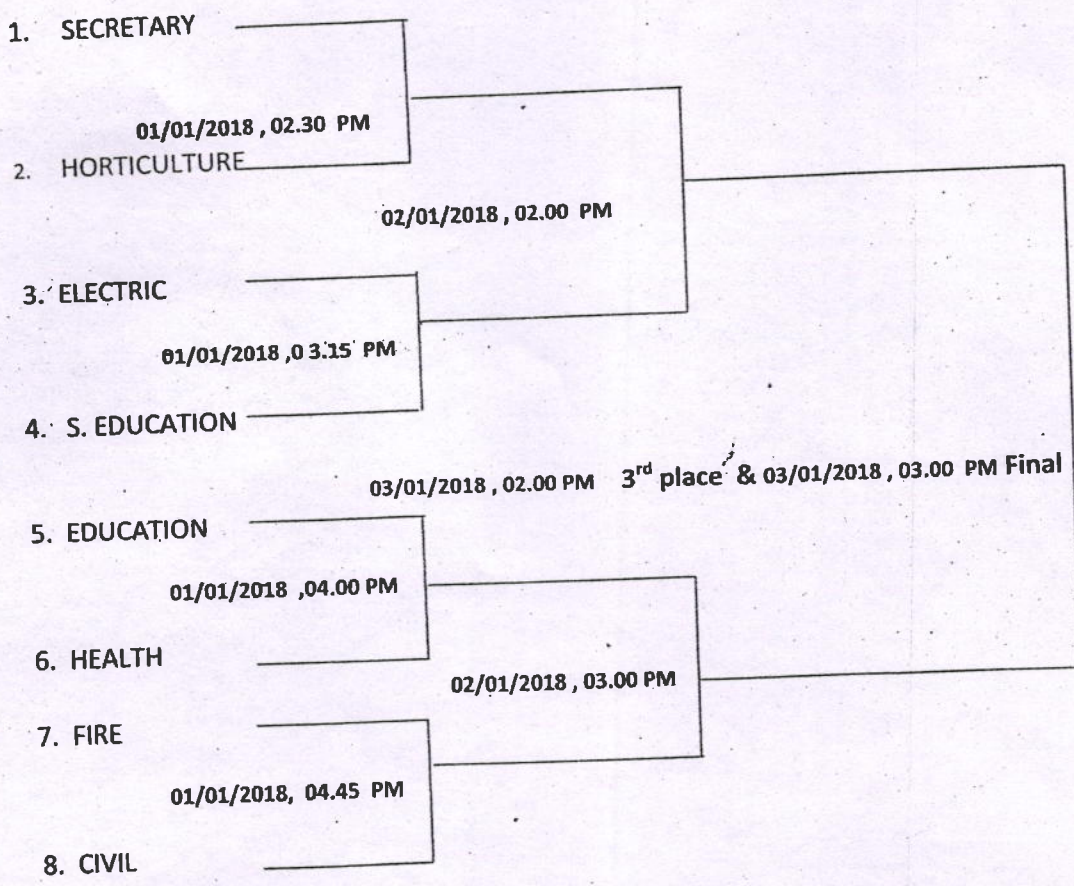 1. SECRETARY
01/01/2018 , 02.30 PM
2. HORTICULTURE
02/01/2018 , 02.00 PM
3. ELECTRIC
01/01/2018 ,0 3.15 PM
4. S. EDUCATION
03/01/2018 , 02.00 PM 3rd place & 03/01/2018 , 03.00 PM Final
5. EDUCATION
01/01/2018 ,04.00 PM
6. HEALTH
02/01/2018 , 03.00 PM
7. FIRE
01/01/2018, 04.45 PM
8. CIVIL